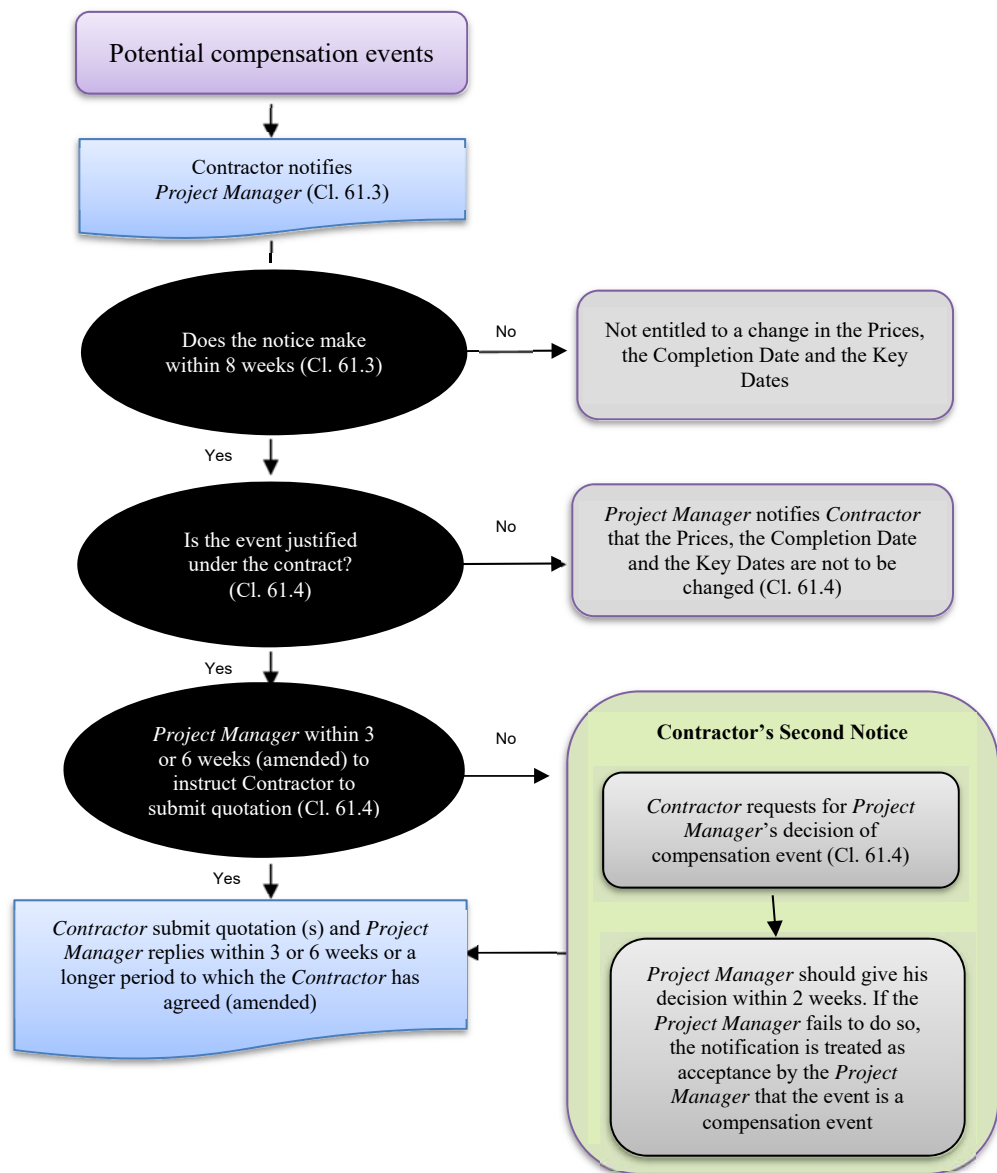 Potential compensation events
Contractor notifies
Project Manager (Cl. 61.3)
Does the notice make
within 8 weeks (Cl. 61.3)
No
Not entitled to a change in the Prices,
the Completion Date and the Key
Dates
Yes
Is the event justified
under the contract?
(Cl. 61.4)
No
Project Manager notifies Contractor
that the Prices, the Completion Date
and the Key Dates are not to be
changed (Cl. 61.4)
Yes
Project Manager within 3
or 6 weeks (amended) to
instruct Contractor to
submit quotation (Cl. 61.4)
No
Contractor’s Second Notice
Contractor requests for Project
Manager’s decision of
compensation event (Cl. 61.4)
Yes
Contractor submit quotation (s) and Project
Manager replies within 3 or 6 weeks or a
longer period to which the Contractor has
agreed (amended)
Project Manager should give his
decision within 2 weeks. If the
Project Manager fails to do so,
the notification is treated as
acceptance by the Project
Manager that the event is a
compensation event